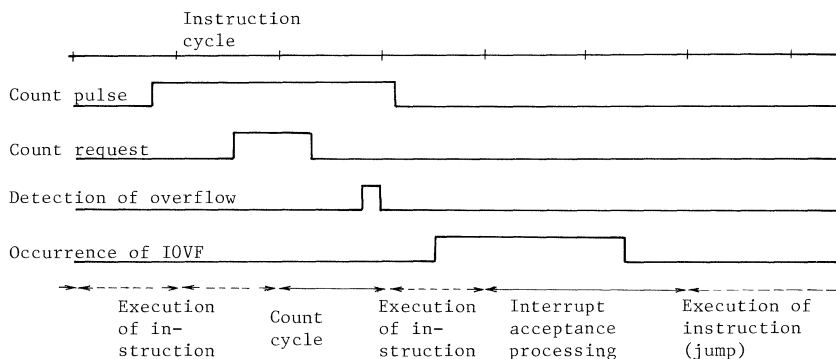 Instruction
cycle
Count pulse
Count request
Detection of overflow
Occurrence of IOVF
Execution
of in-
struction
Count
cycle
Execution
of in-
struction
Interrupt
acceptance
processing
Execution of
instruction
(jump)